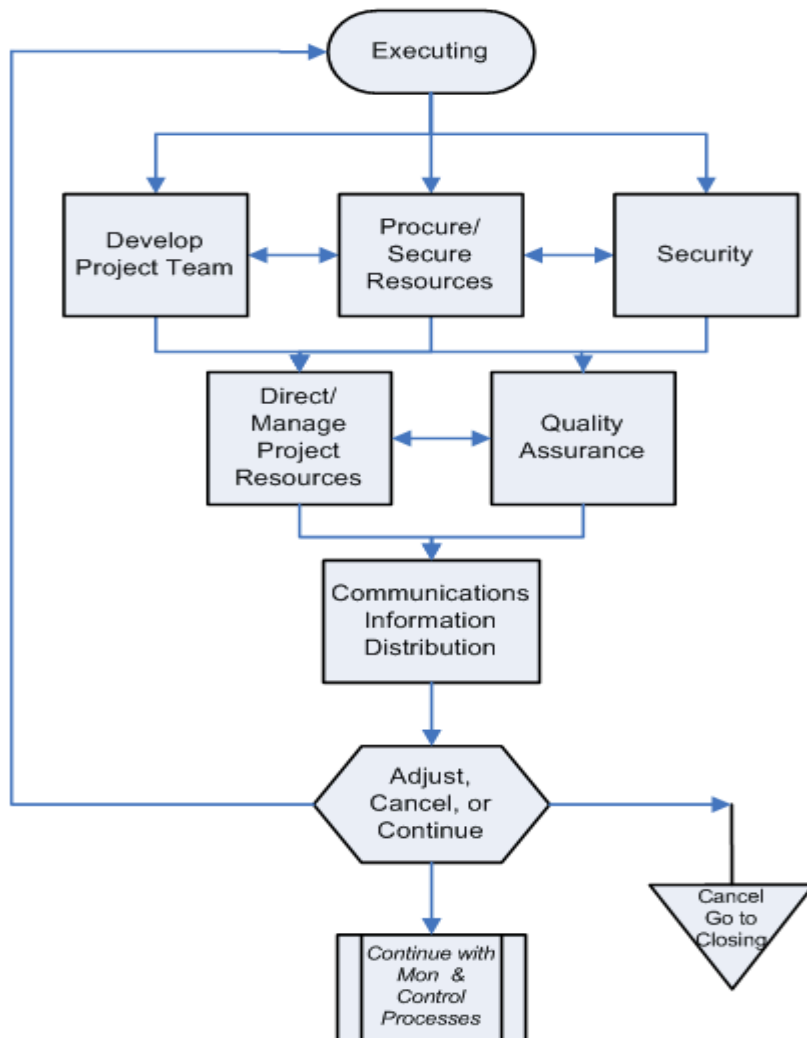 Executing
Develop
Project Team
Procure/
Secure
Resources
Security
Direct/
Manage
Project
Resources
Quality
Assurance
Communications
Information
Distribution
Adjust,
Cancel, or
Continue
Cancel
Go to
Closing
Continue with
Mon &
Control
Processes